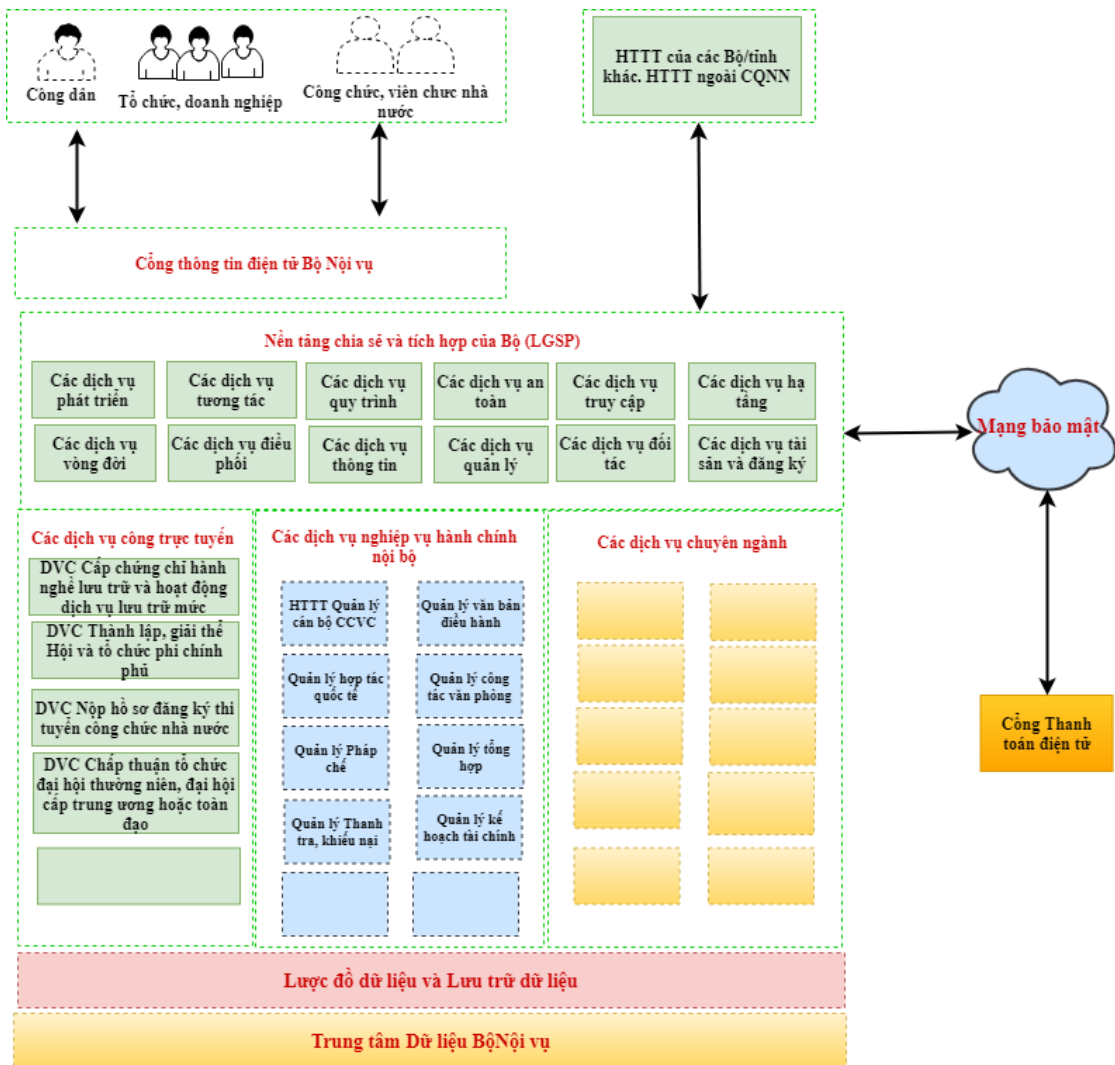 Công dân
Tổ chức, doanh nghiệp
Công chức, viên chưc nhà
nước
HTTT của các Bộ/tỉnh
khác. HTTT ngoài CQNN
Cổng thông tin điện tử Bộ Nội vụ
Nền tảng chia sẽ và tích hợp của Bộ (LGSP)
Các dịch vụ
phát triển
Các dịch vụ
tương tác
Các dịch vụ
quy trình
Các dịch vụ an
toàn
Các dịch vụ
truy cập
Các dịch vụ hạ
tầng
Các dịch vụ
vòng đời
Các dịch vụ điều
phối
Các dịch vụ
thông tin
Các dịch vụ
quản lý
Các dịch vụ đối
tác
Các dịch vụ tài
sản và đăng ký
Mạng bảo mật
Các dịch vụ công trực tuyến
DVC Cấp chứng chỉ hành
nghề lưu trữ và hoạt động
dịch vụ lưu trữ mức
DVC Thành lập, giải thể
Hội và tổ chức phi chính
phủ
DVC Nộp hồ sơ đăng ký thi
tuyển công chức nhà nước
DVC Chấp thuận tổ chức
đại hội thường niên, đại hội
cấp trung ương hoặc toàn
đạo
Các dịch vụ nghiệp vụ hành chính
nội bộ
HTTT Quản lý
cán bộ CCVC
Quản lý văn bản
điều hành
Quản lý hợp tác
quốc tế
Quản lý công
tác văn phòng
Quản lý Pháp
chế
Quản lý tổng
hợp
Quản lý Thanh
tra, khiếu nại
Quản lý kế
hoạch tài chính
Các dịch vụ chuyên ngành
Cổng Thanh
toán điện tử
Lược đồ dữ liệu và Lưu trữ dữ liệu
Trung tâm Dữ liệu BộNội vụ